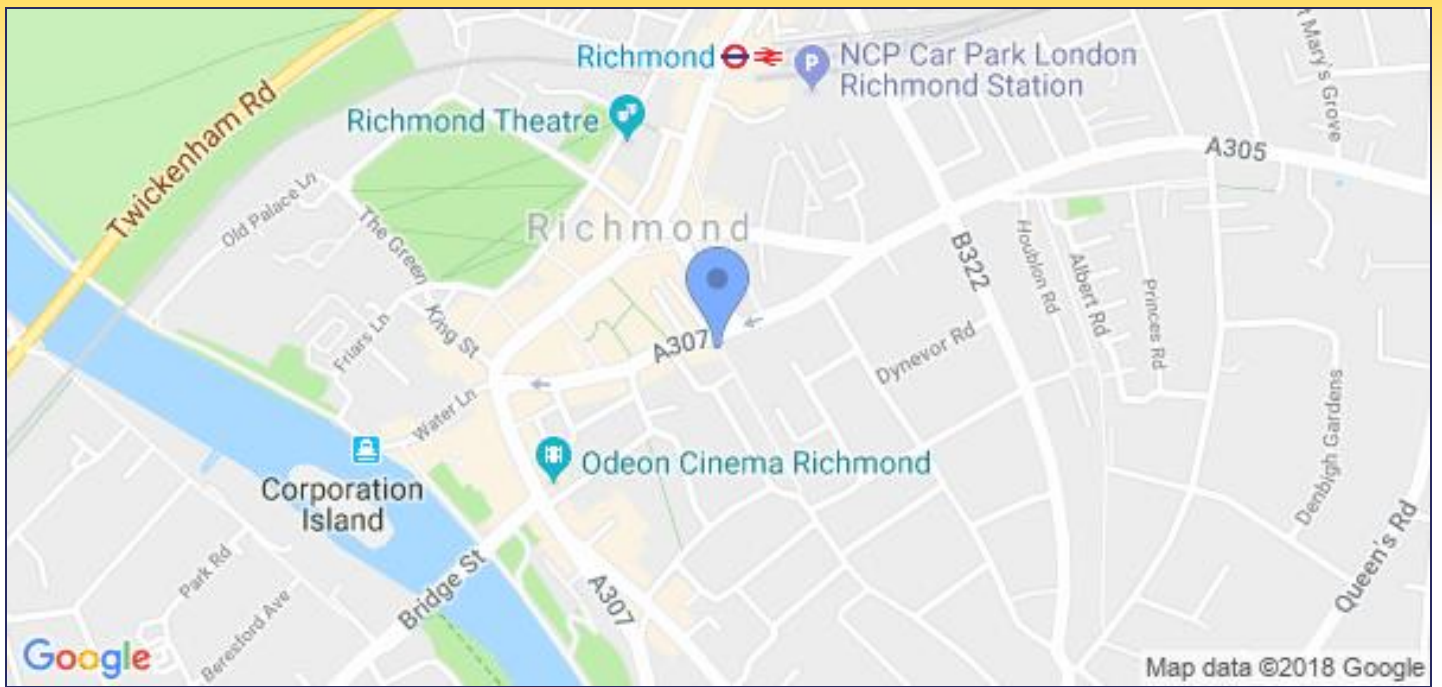 Richmond
NCP Car Park London
Richmond Station
P
t Mary's Grove
Richmond Theatre
Twickenham Rd
A305
Old Palace Ln
The Green
Richmond
B322
Houblon Rd
Albert Rd
Princes Rd
King St
Friars Ln
A307
Dynevor Rd
Water Ln
Odeon Cinema Richmond
Denbigh Gardens
Corporation
Island
Queen's Rd
Park Rd
Bridge St
A307
Beresford Ave
Google
Map data ©2018 Google